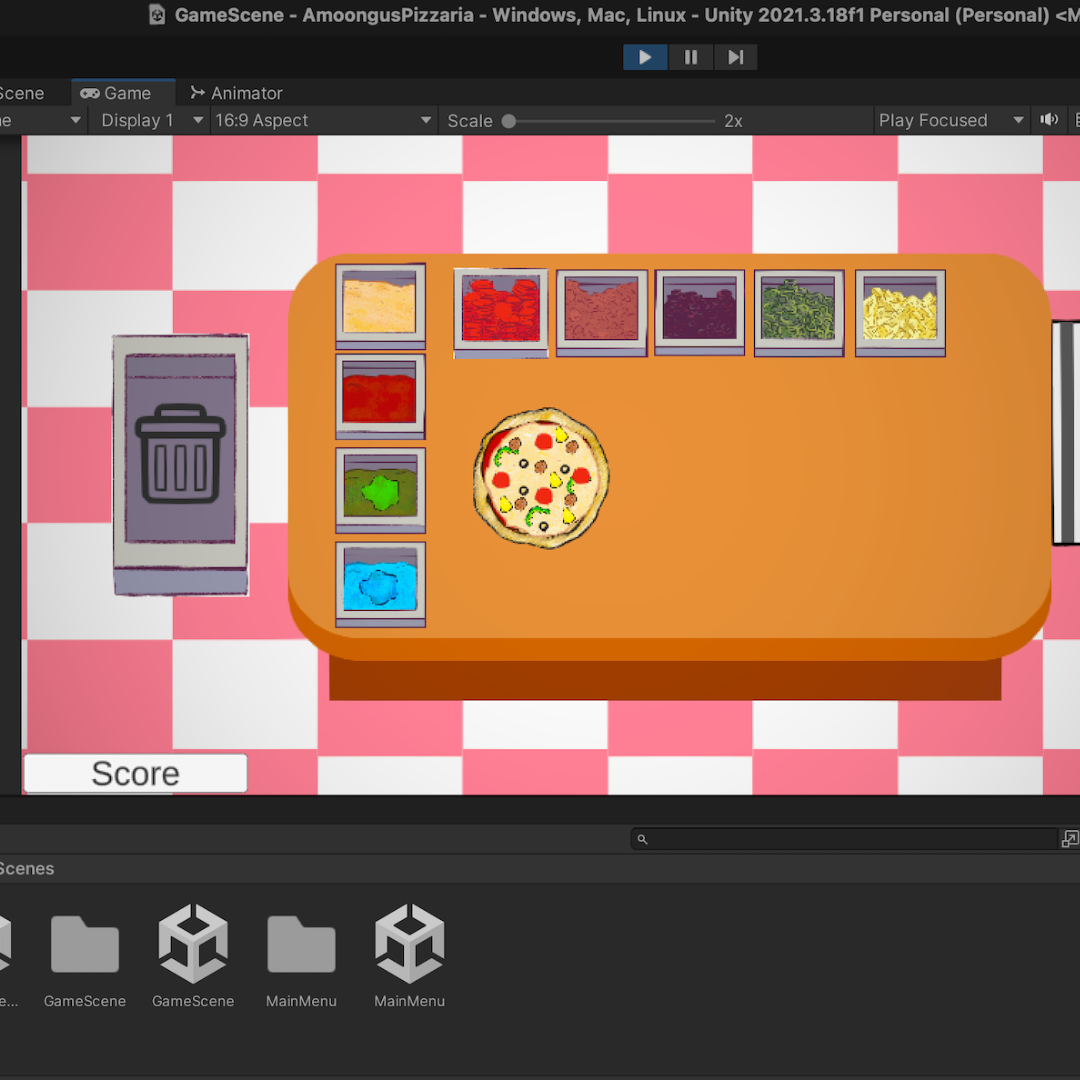 GameScene - AmoongusPizzaria - Windows, Mac, Linux - Unity 2021.3.18f1 Personal (Personal) <M
Scene Game Animator
e Display 1 16:9 Aspect Scale 2x Play Focused
Score
Scenes
e... GameScene GameScene MainMenu MainMenu